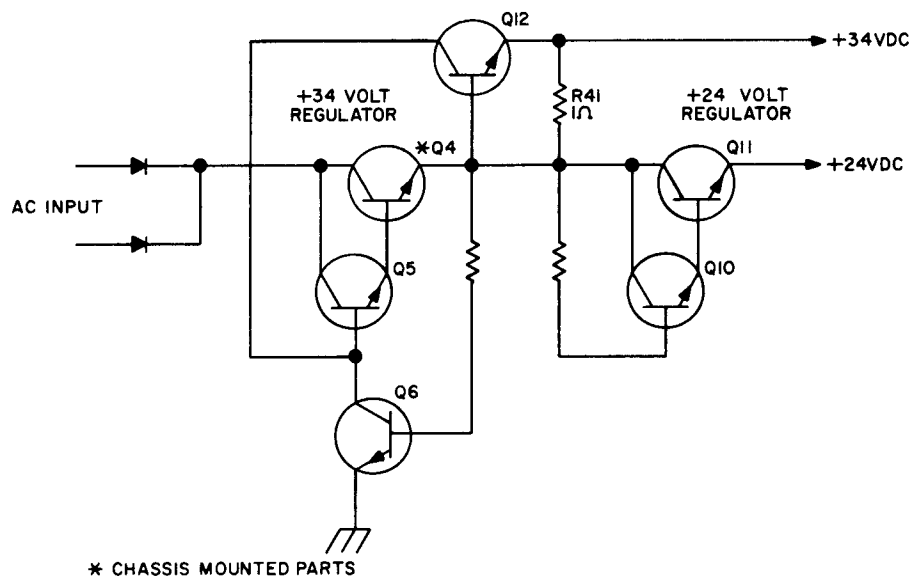 Q12
+34VDC
+34 VOLT
REGULATOR
R41
1Ω
+24 VOLT
REGULATOR
*Q4
Q11
+24VDC
AC INPUT
Q5
Q10
Q6
* CHASSIS MOUNTED PARTS